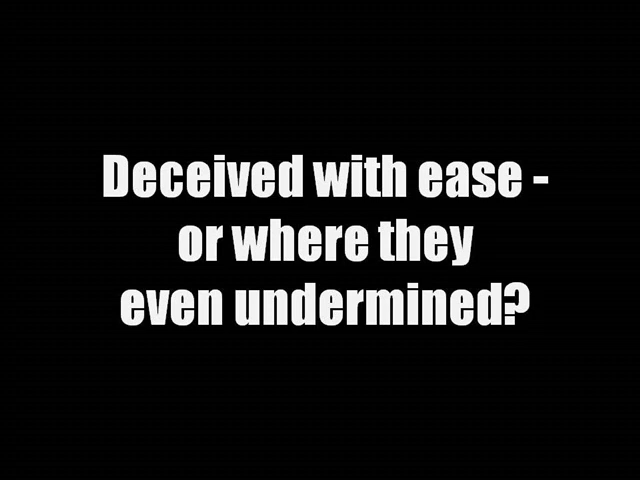 Deceived with ease -
or where they
even undermined?